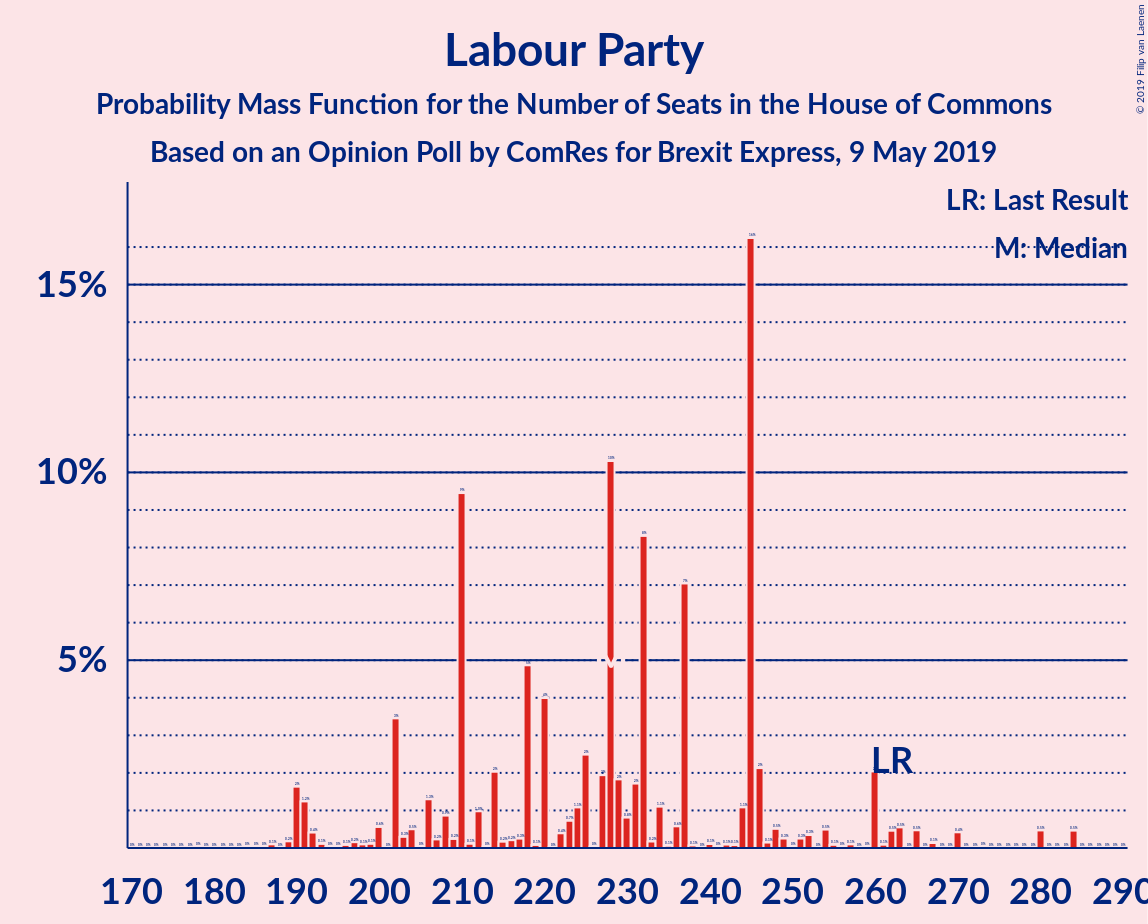 Labour Party
Probability Mass Function for the Number of Seats in the House of Commons
Based on an Opinion Poll by ComRes for Brexit Express, 9 May 2019
© 2019 Filip van Laenen
LR: Last Result
M: Median
15%
10%
5%
M
LR
170 180 190 200 210 220 230 240 250 260 270 280 290